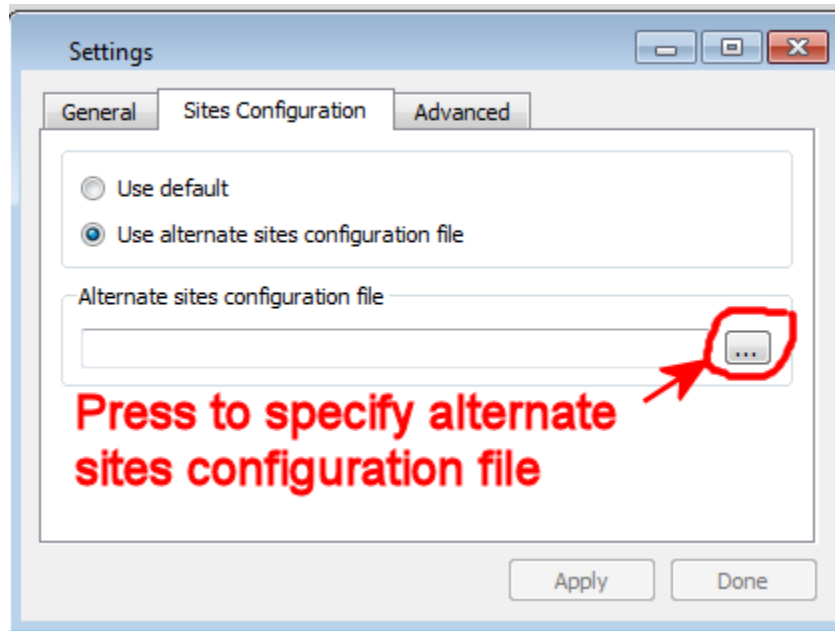 Settings
General Sites Configuration Advanced
Use default
Use alternate sites configuration file
Alternate sites configuration file
...
Press to specify alternate
sites configuration file
Apply Done